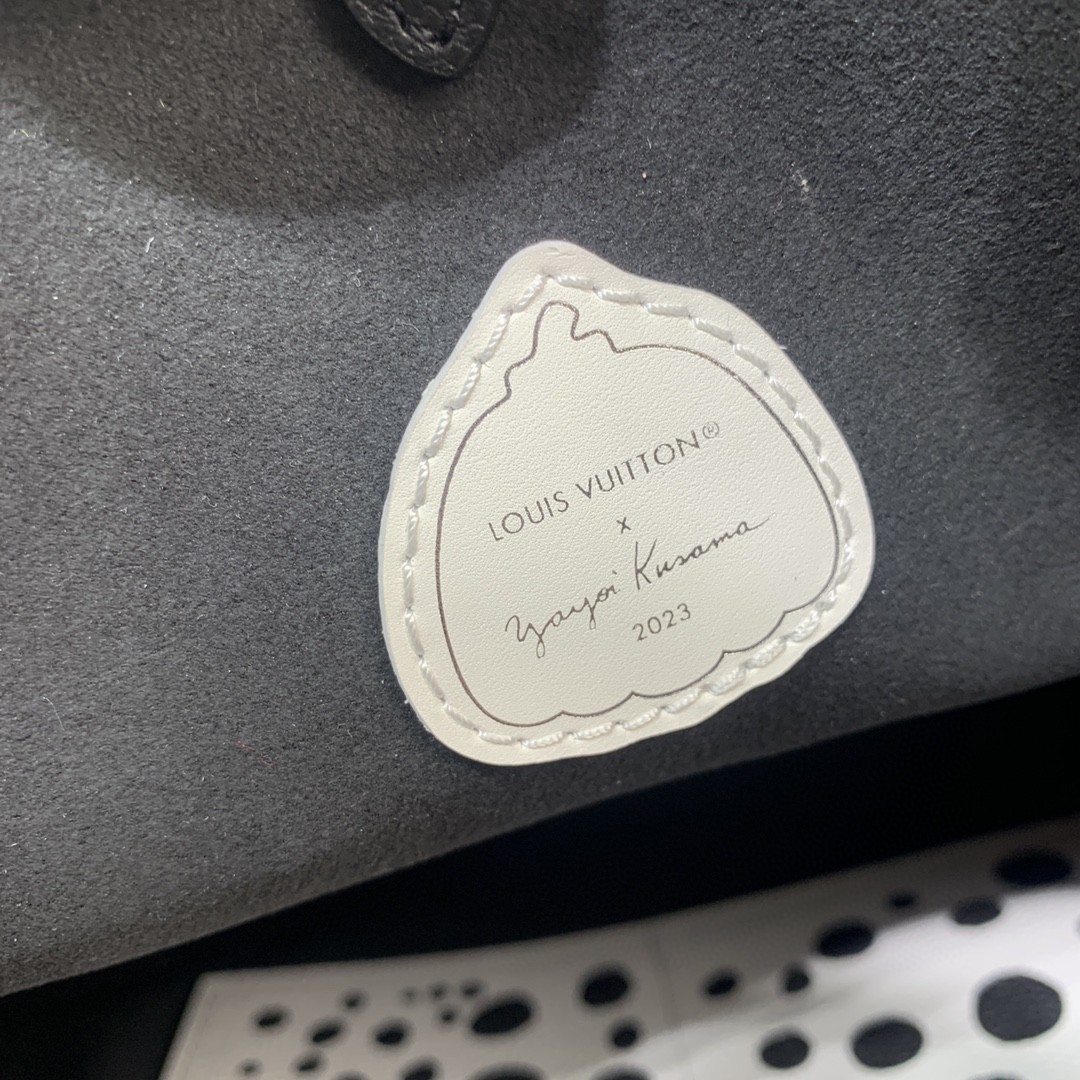 LOUIS VUITTON®
x
Yayoi Kusama
2023